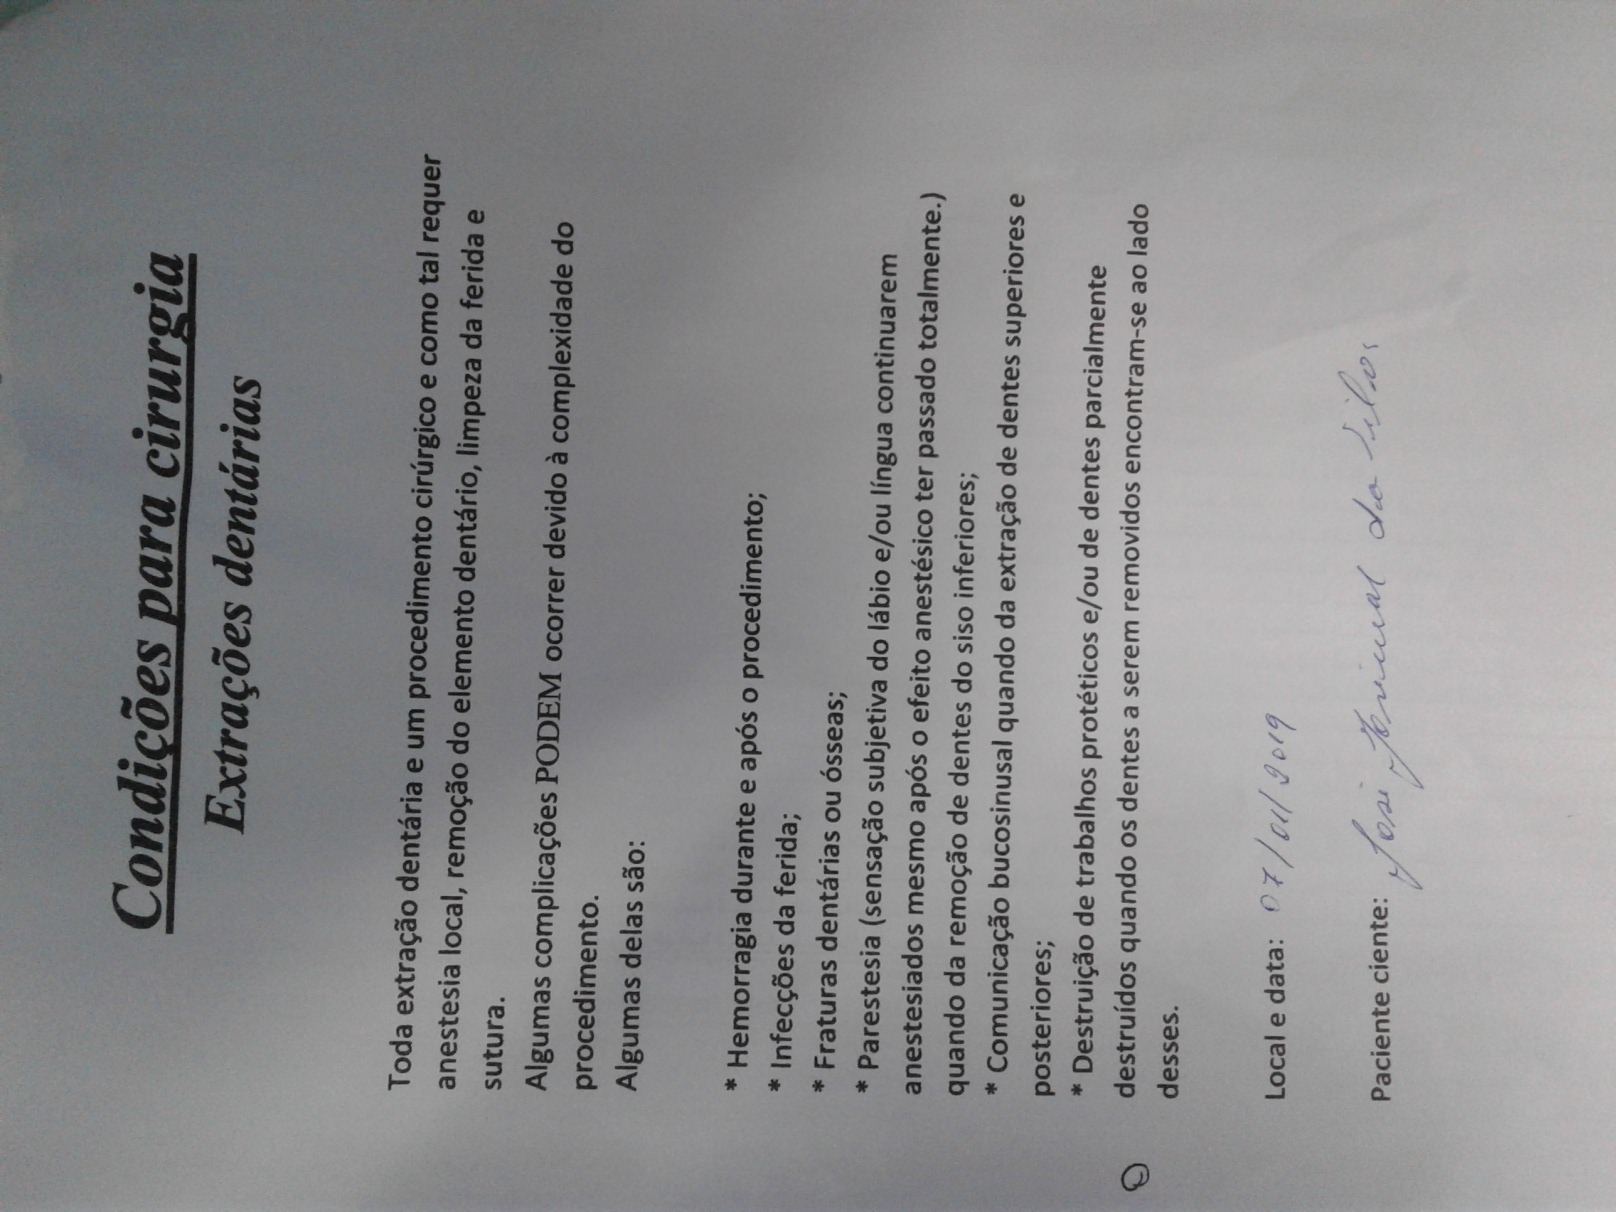 Condições para cirurgia
Extrações dentárias
Toda extração dentária e um procedimento cirúrgico e como tal requer
anestesia local, remoção do elemento dentário, limpeza da ferida e
sutura.
Algumas complicações PODEM ocorrer devido à complexidade do
procedimento.
Algumas delas são:
* Hemorragia durante e após o procedimento;
* Infecções da ferida;
* Fraturas dentárias ou ósseas;
* Parestesia (sensação subjetiva do lábio e/ou língua continuarem
anestesiados mesmo após o efeito anestésico ter passado totalmente.)
quando da remoção de dentes do siso inferiores;
* Comunicação bucosinusal quando da extração de dentes superiores e
posteriores;
* Destruição de trabalhos protéticos e/ou de dentes parcialmente
destruídos quando os dentes a serem removidos encontram-se ao lado
desses.
Local e data: 07/01/2019
Paciente ciente: José da Silva